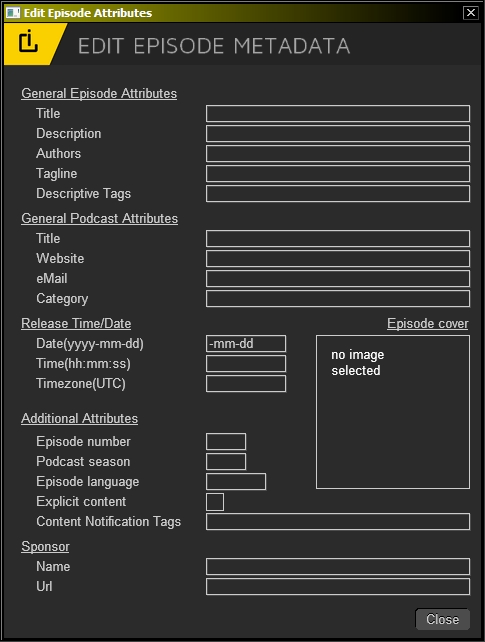 Edit Episode Attributes
EDIT EPISODE METADATA
General Episode Attributes
Title
Description
Authors
Tagline
Descriptive Tags
General Podcast Attributes
Title
Website
eMail
Category
Release Time/Date
Episode cover
Date(yyyy-mm-dd)
-mm-dd
Time(hh:mm:ss)
Timezone(UTC)
no image
selected
Additional Attributes
Episode number
Podcast season
Episode language
Explicit content
Content Notification Tags
Sponsor
Name
Url
Close